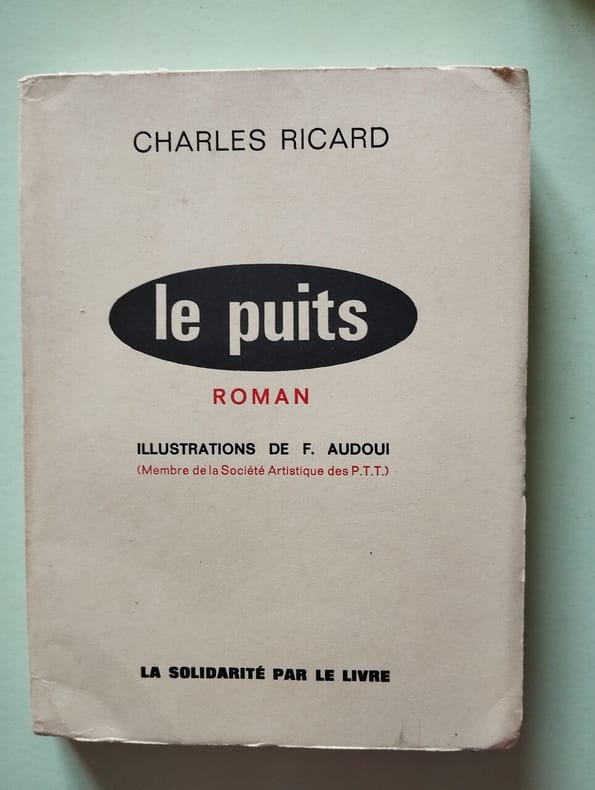 CHARLES RICARD
le puits
ROMAN
ILLUSTRATIONS DE F. AUDOUI
(Membre de la Société Artistique des P.T.T.)
LA SOLIDARITÉ PAR LE LIVRE